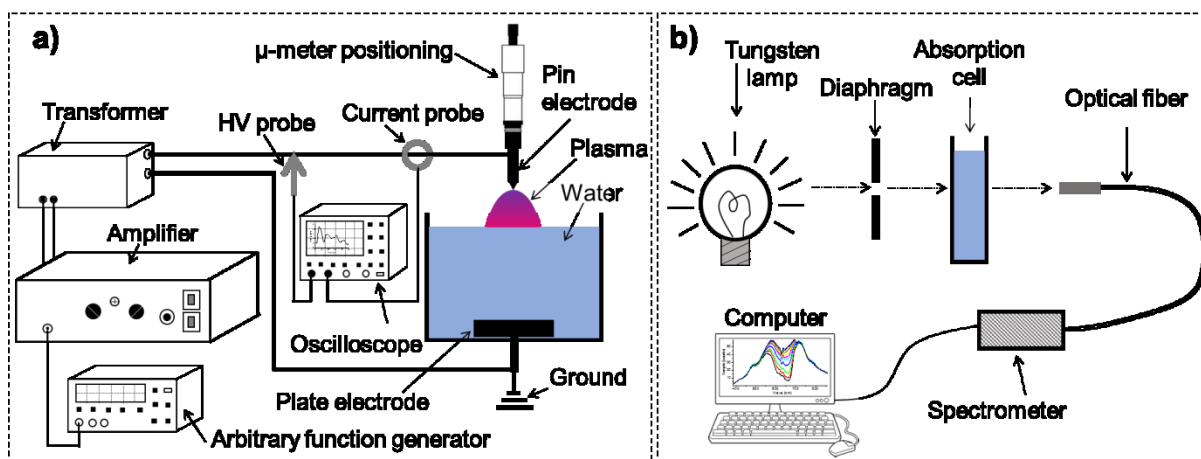 a)
µ-meter positioning
Pin
electrode
Transformer
HV probe
Current probe
Plasma
Water
Amplifier
Oscilloscope
Plate electrode
Ground
Arbitrary function generator
b)
Tungsten
lamp
Diaphragm
Absorption
cell
Optical fiber
Computer
Spectrometer